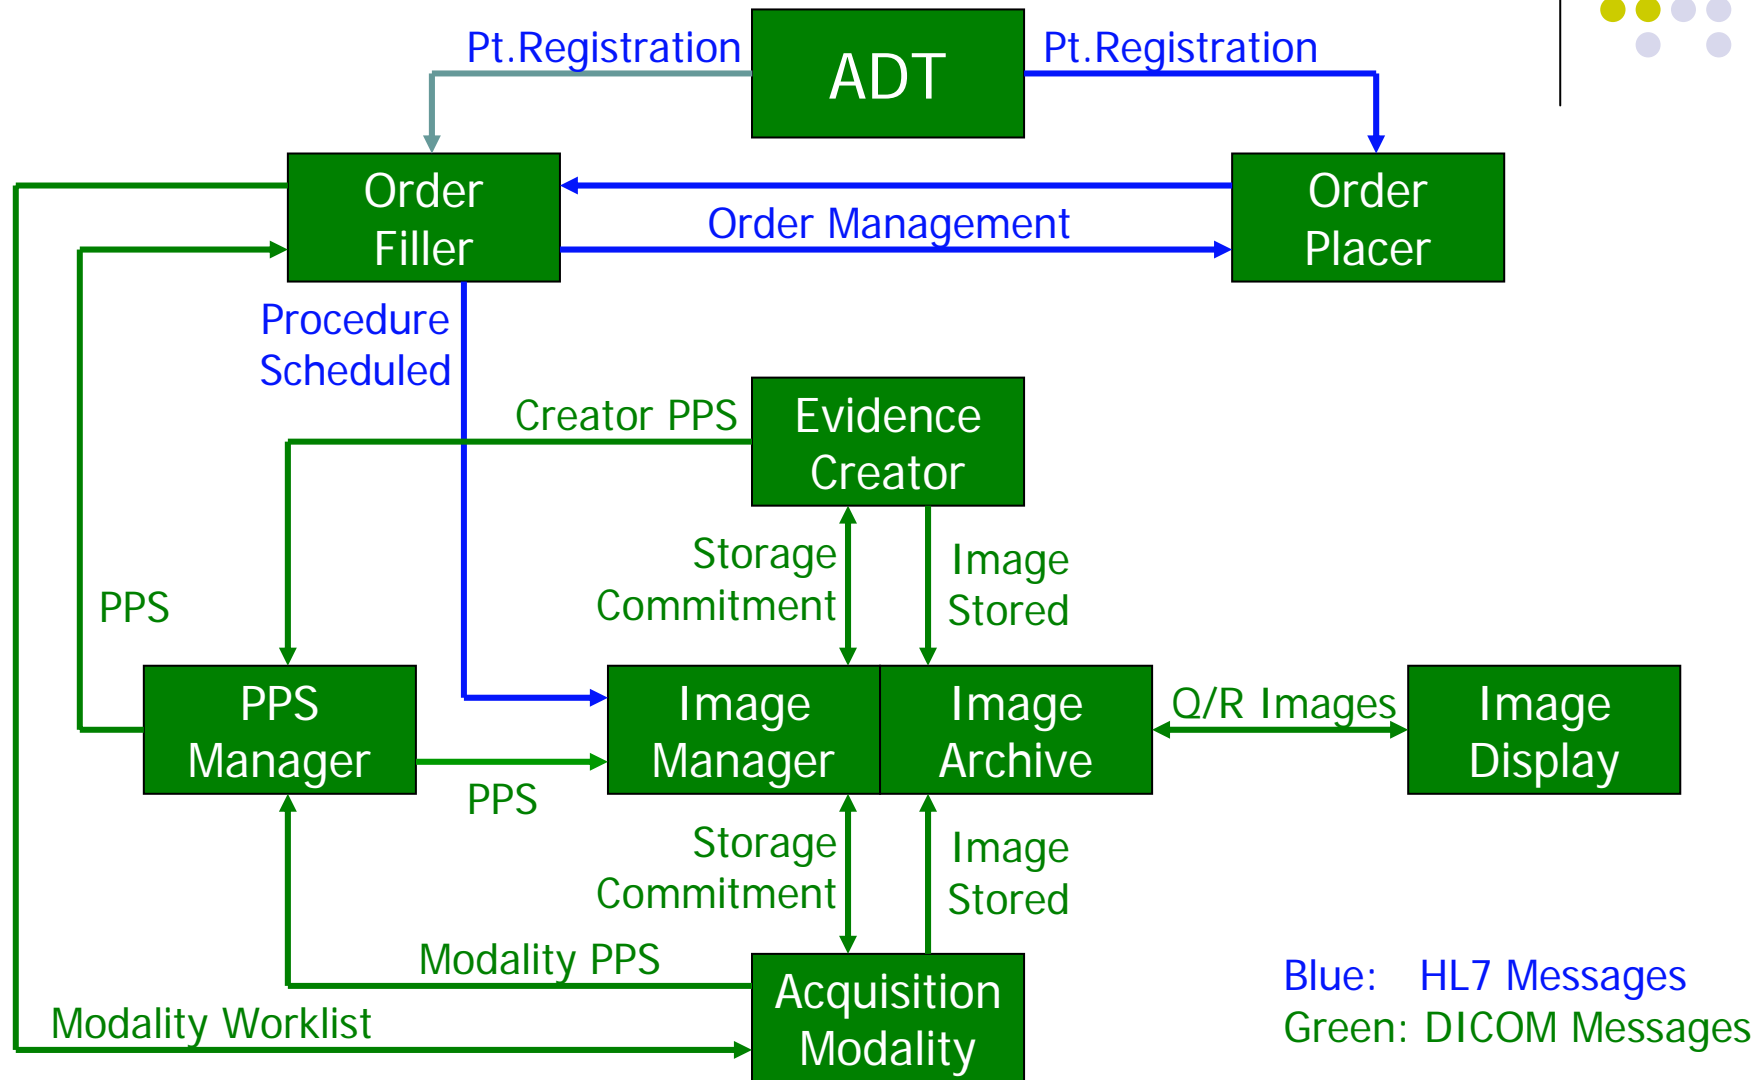 Pt.Registration
ADT
Pt.Registration
Order
Filler
Order Management
Order
Placer
Procedure
Scheduled
Creator PPS
Evidence
Creator
Storage
Commitment
Image
Stored
PPS
PPS
Manager
PPS
Image
Manager
Image
Archive
Q/R Images
Image
Display
Storage
Commitment
Image
Stored
Modality PPS
Acquisition
Modality
Modality Worklist
Blue: HL7 Messages
Green: DICOM Messages